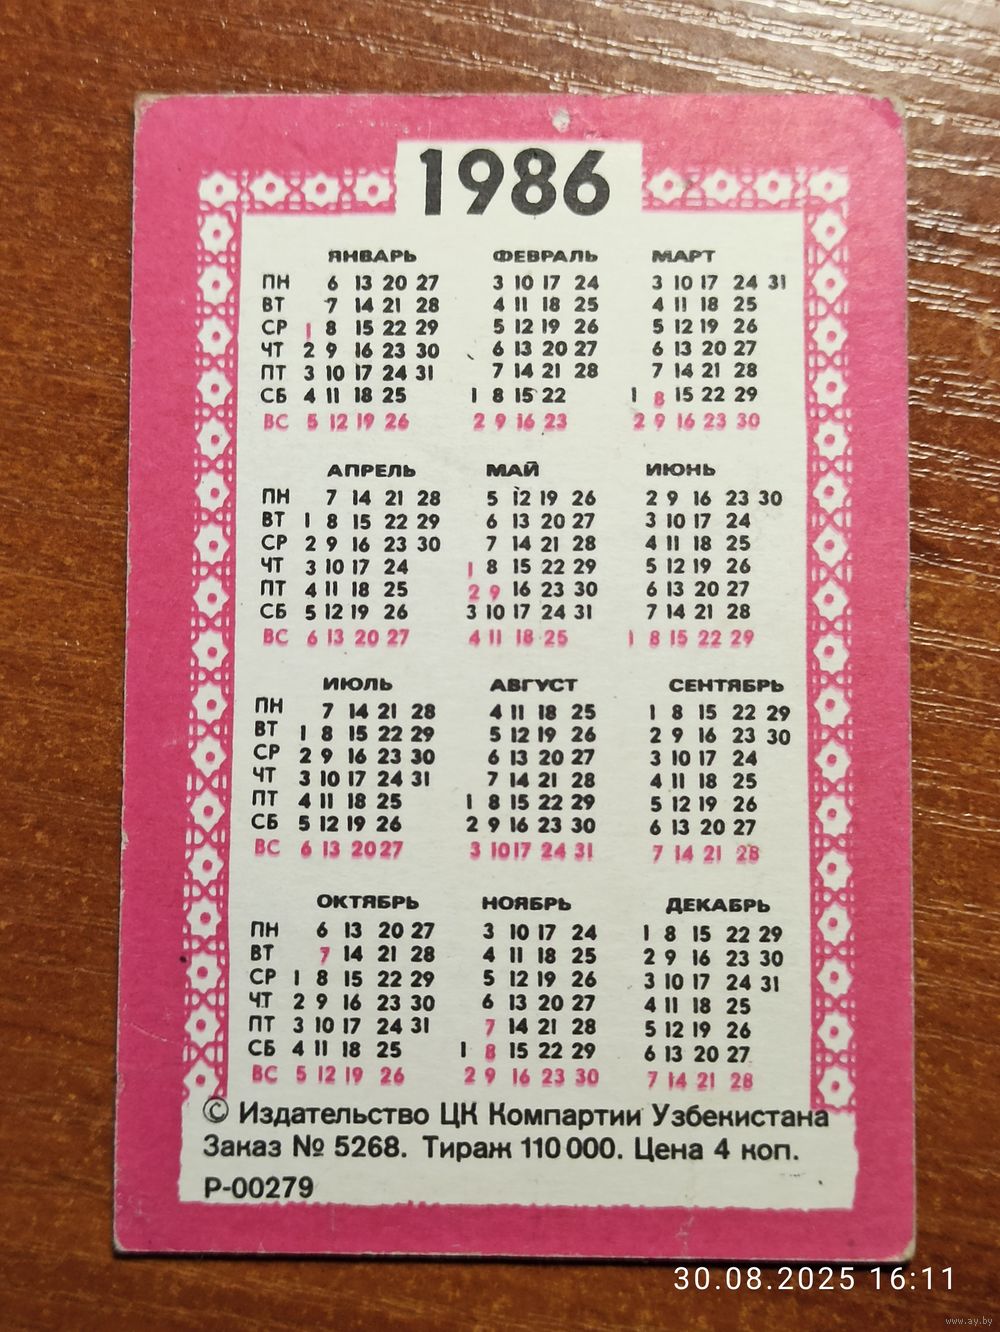 1986
ЯНВАРЬ ФЕВРАЛЬ МАРТ
ПН 6 13 20 27 3 10 17 24 3 10 17 24 31
ВТ 7 14 21 28 4 11 18 25 4 11 18 25
СР 1 8 15 22 29 5 12 19 26 5 12 19 26
ЧТ 2 9 16 23 30 6 13 20 27 6 13 20 27
ПТ 3 10 17 24 31 7 14 21 28 7 14 21 28
СБ 4 11 18 25 1 8 15 22 1 8 15 22 29
ВС 5 12 19 26 2 9 16 23 2 9 16 23 30
АПРЕЛЬ МАЙ ИЮНЬ
ПН 7 14 21 28 5 12 19 26 2 9 16 23 30
ВТ 1 8 15 22 29 6 13 20 27 3 10 17 24
СР 2 9 16 23 30 7 14 21 28 4 11 18 25
ЧТ 3 10 17 24 1 8 15 22 29 5 12 19 26
ПТ 4 11 18 25 2 9 16 23 30 6 13 20 27
СБ 5 12 19 26 3 10 17 24 31 7 14 21 28
ВС 6 13 20 27 4 11 18 25 1 8 15 22 29
ИЮЛЬ АВГУСТ СЕНТЯБРЬ
ПН 7 14 21 28 4 11 18 25 1 8 15 22 29
ВТ 1 8 15 22 29 5 12 19 26 2 9 16 23 30
СР 2 9 16 23 30 6 13 20 27 3 10 17 24
ЧТ 3 10 17 24 31 7 14 21 28 4 11 18 25
ПТ 4 11 18 25 1 8 15 22 29 5 12 19 26
СБ 5 12 19 26 2 9 16 23 30 6 13 20 27
ВС 6 13 20 27 3 10 17 24 31 7 14 21 28
ОКТЯБРЬ НОЯБРЬ ДЕКАБРЬ
ПН 6 13 20 27 3 10 17 24 1 8 15 22 29
ВТ 7 14 21 28 4 11 18 25 2 9 16 23 30
СР 1 8 15 22 29 5 12 19 26 3 10 17 24 31
ЧТ 2 9 16 23 30 6 13 20 27 4 11 18 25
ПТ 3 10 17 24 31 7 14 21 28 5 12 19 26
СБ 4 11 18 25 1 8 15 22 29 6 13 20 27
ВС 5 12 19 26 2 9 16 23 30 7 14 21 28
© Издательство ЦК Компартии Узбекистана
Заказ № 5268. Тираж 110 000. Цена 4 коп.
Р-00279
30.08.2025 16:11
www.ay.by